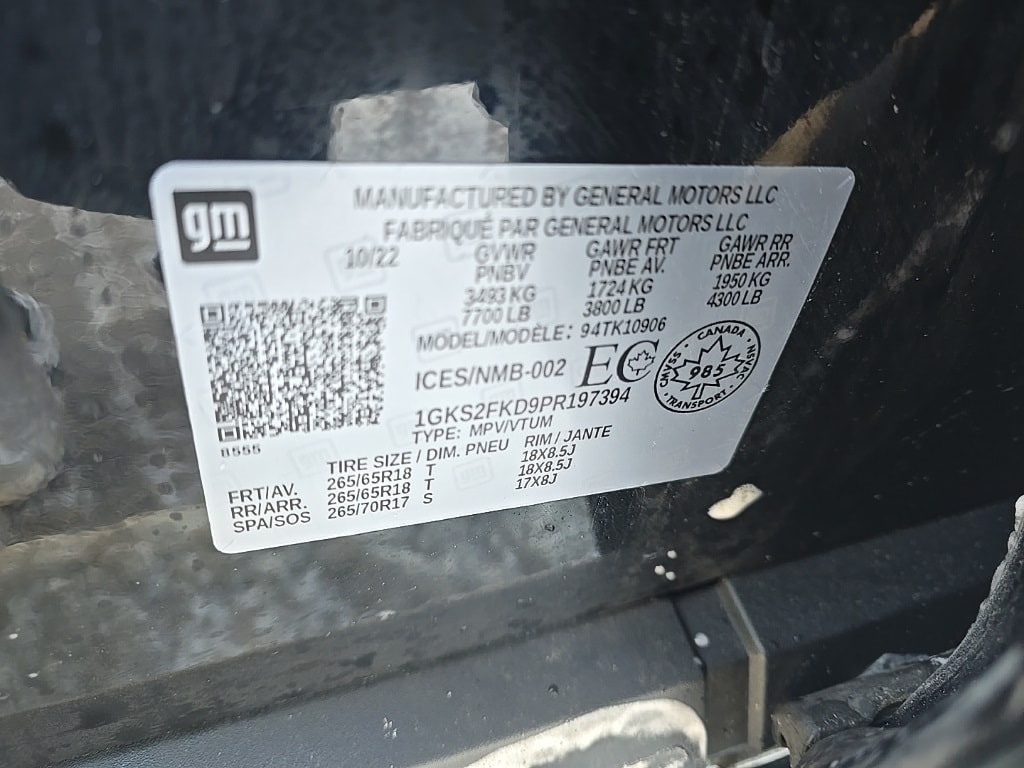 gm
MANUFACTURED BY GENERAL MOTORS LLC
FABRIQUÉ PAR GENERAL MOTORS LLC
10/22
GVWR GAWR FRT GAWR RR
PNBV PNBE AV. PNBE ARR.
3493 KG 1724 KG 1950 KG
7700 LB 3800 LB 4300 LB
MODEL/MODÈLE: 94TK10906
ICES/NMB-002 EC
CANADA
CMVSS 985 NSVAC
TRANSPORT
1GKS2FKD9PR197394
TYPE: MPV/VTUM
8555
TIRE SIZE / DIM. PNEU RIM / JANTE
FRT/AV. 265/65R18 T 18X8.5J
RR/ARR. 265/65R18 T 18X8.5J
SPA/SOS 265/70R17 S 17X8J